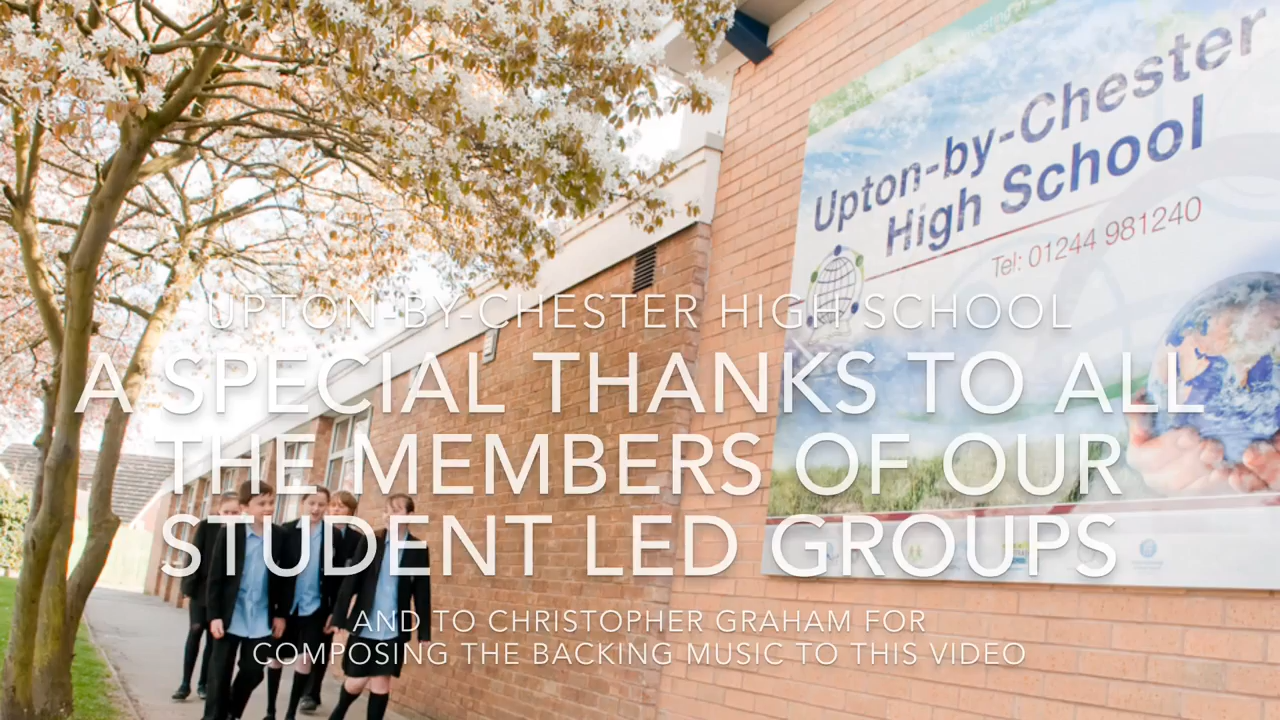 Upton-by-Chester
High School
Tel: 01244 981240
UPTON-BY-CHESTER HIGH SCHOOL
A SPECIAL THANKS TO ALL
THE MEMBERS OF OUR
STUDENT LED GROUPS
AND TO CHRISTOPHER GRAHAM FOR
COMPOSING THE BACKING MUSIC TO THIS VIDEO